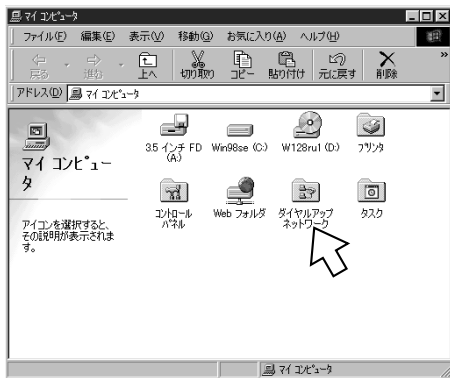 マイ コンピュータ
ファイル(F) 編集(E) 表示(V) 移動(G) お気に入り(A) ヘルプ(H)
戻る 進む 上へ 切り取り コピー 貼り付け 元に戻す 削除 »
アドレス(D) マイ コンピュータ
マイ コンピュー
タ
アイコンを選択すると、
その説明が表示されま
す。
3.5 インチ FD
(A:)
Win98se (C:)
W128ru1 (D:)
プリンタ
コントロール
パネル
Web フォルダ
ダイヤルアップ
ネットワーク
タスク
マイ コンピュータ